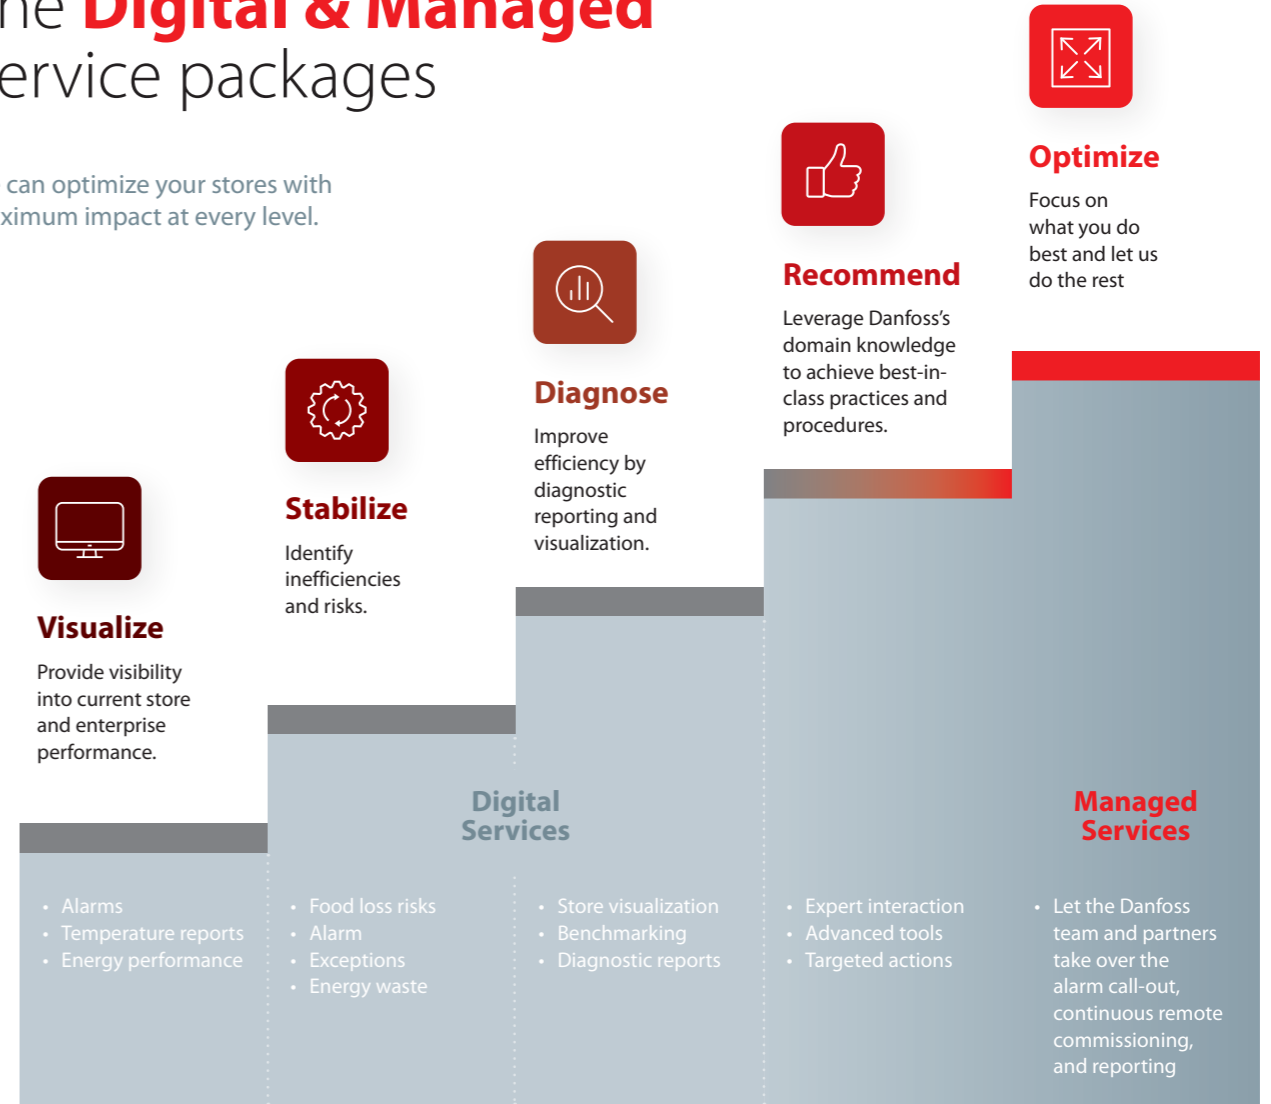 ne Digital & Managed
ervice packages
can optimize your stores with
ximum impact at every level.
Visualize
Provide visibility
into current store
and enterprise
performance.
Stabilize
Identify
inefficiencies
and risks.
Diagnose
Improve
efficiency by
diagnostic
reporting and
visualization.
Recommend
Leverage Danfoss's
domain knowledge
to achieve best-in-
class practices and
procedures.
Optimize
Focus on
what you do
best and let us
do the rest
Digital
Services
Managed
Services
• Alarms
• Temperature reports
• Energy performance
• Food loss risks
• Alarm
• Exceptions
• Energy waste
• Store visualization
• Benchmarking
• Diagnostic reports
• Expert interaction
• Advanced tools
• Targeted actions
• Let the Danfoss
team and partners
take over the
alarm call-out,
continuous remote
commissioning,
and reporting